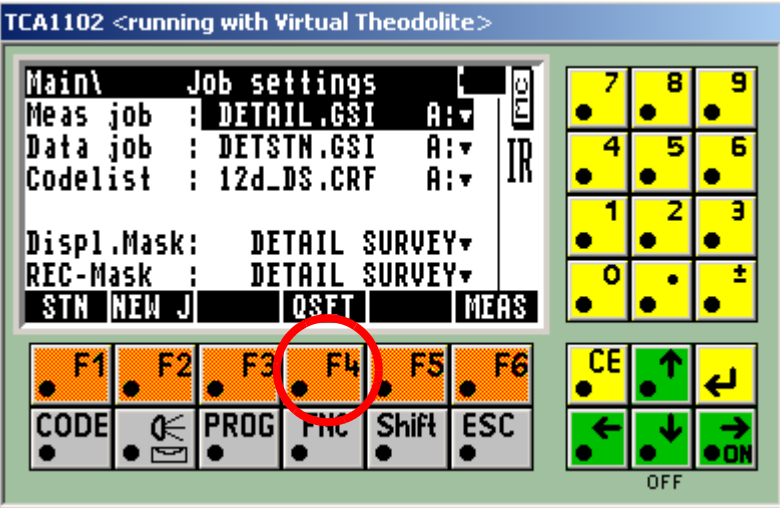 TCA1102 <running with Virtual Theodolite>
Main\ Job settings
Meas job : DETAIL.GSI A:▾ MC
Data job : DETSTN.GSI A:▾
Codelist : 12d_DS.CRF A:▾ IR
Displ.Mask: DETAIL SURVEY▾
REC-Mask : DETAIL SURVEY▾
STN NEW J QSET MEAS
F1 F2 F3 F4 F5 F6
CODE PROG FNC Shift ESC
7 8 9
4 5 6
1 2 3
0 . ±
CE ↑ ↵
← ↓ → ON
OFF